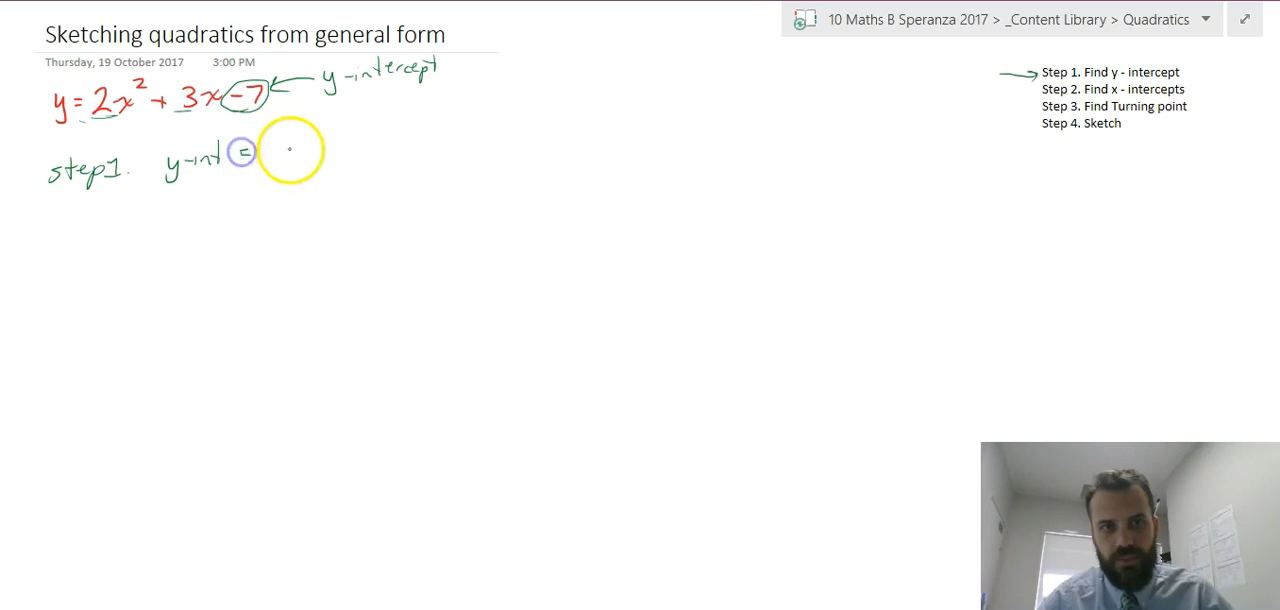 Sketching quadratics from general form
Thursday, 19 October 2017 3:00 PM
10 Maths B Speranza 2017 > _Content Library > Quadratics
y = 2x² + 3x - 7
y-intercept
step1. y-int =
Step 1. Find y - intercept
Step 2. Find x - intercepts
Step 3. Find Turning point
Step 4. Sketch